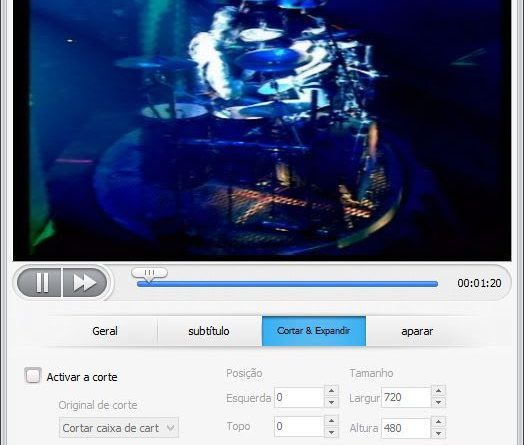 00:01:20
Geral subtítulo Cortar & Expandir aparar
Activar a corte Posição Tamanho
Original de corte Esquerda 0 Largur 720
Cortar caixa de cart Topo 0 Altura 480